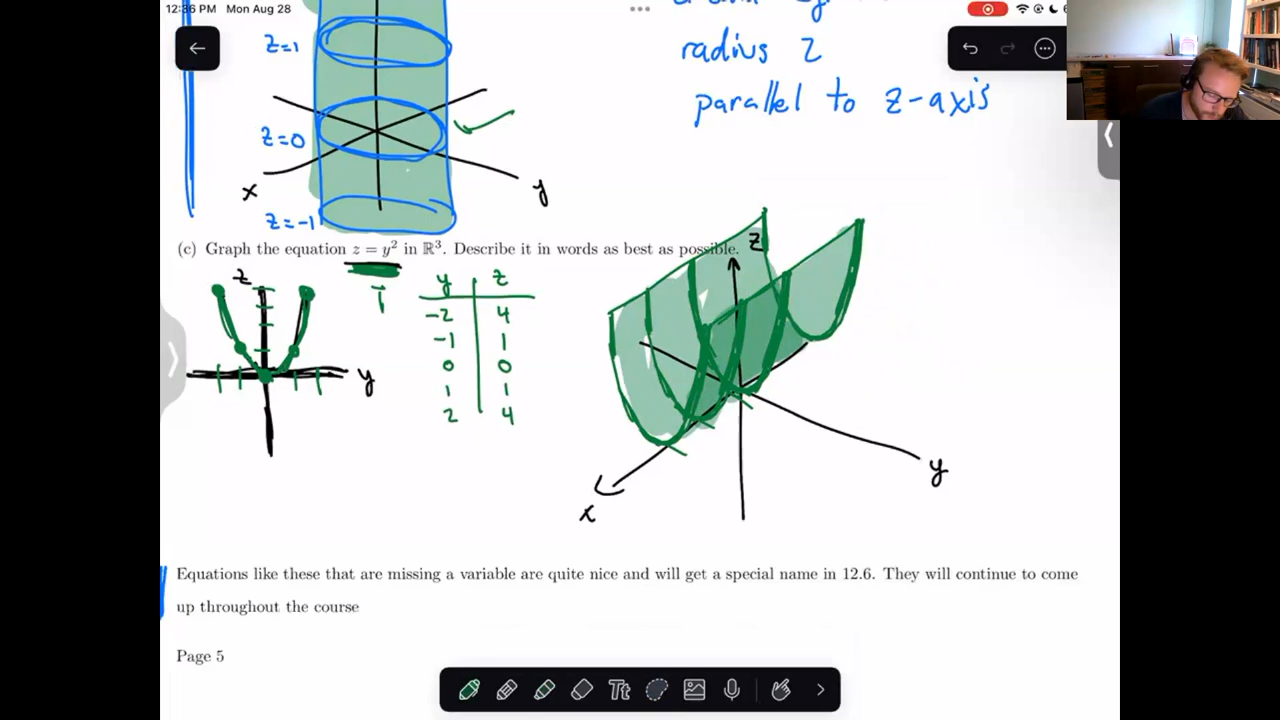 12:36 PM Mon Aug 28
z=1
radius 2
parallel to z-axis
z=0
x
y
z=-1
(c) Graph the equation z = y² in ℝ³. Describe it in words as best as possible.
z
y z
-2 4
-1 1
0 0
1 1
2 4
y
z
y
x
Equations like these that are missing a variable are quite nice and will get a special name in 12.6. They will continue to come
up throughout the course
Page 5
Tt